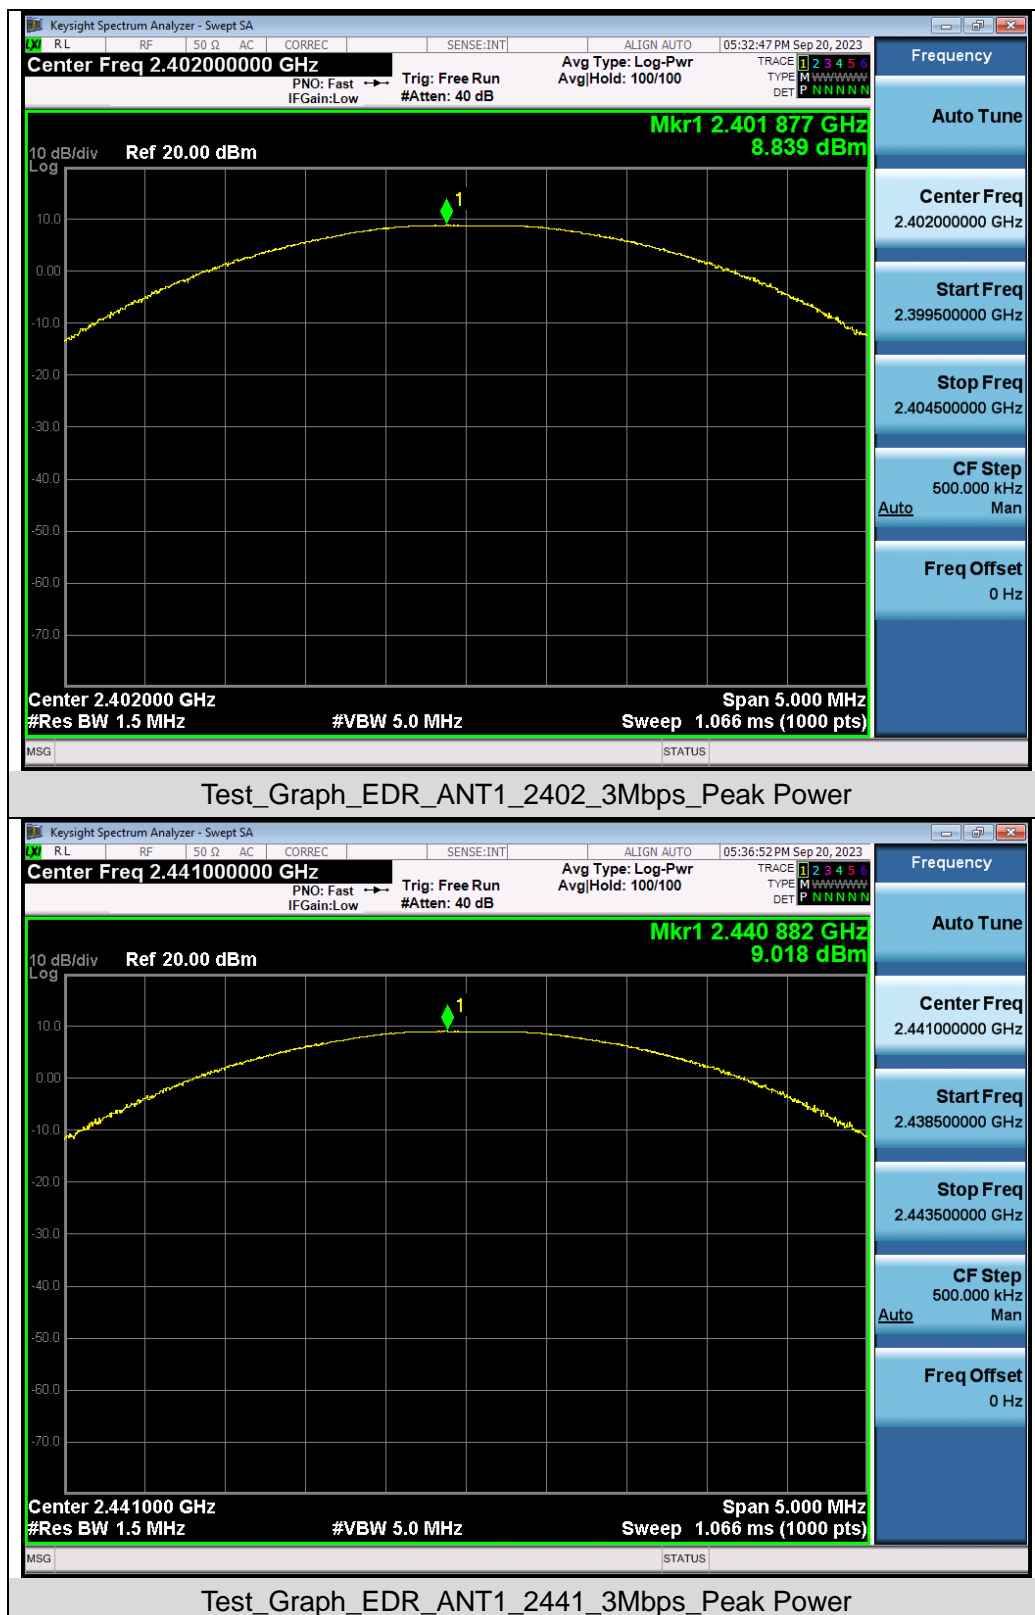 Keysight Spectrum Analyzer - Swept SA
LXI RL RF 50 Ω AC CORREC SENSE:INT ALIGN AUTO 05:32:47 PM Sep 20, 2023
Center Freq 2.402000000 GHz
PNO: Fast
IFGain:Low
Trig: Free Run
#Atten: 40 dB
Avg Type: Log-Pwr
Avg|Hold: 100/100
TRACE 1 2 3 4 5 6
TYPE M WWWWW
DET P N N N N N
Mkr1 2.401 877 GHz
8.839 dBm
10 dB/div Ref 20.00 dBm
Log
1
10.0
0.00
-10.0
-20.0
-30.0
-40.0
-50.0
-60.0
-70.0
Center 2.402000 GHz Span 5.000 MHz
#Res BW 1.5 MHz #VBW 5.0 MHz Sweep 1.066 ms (1000 pts)
MSG STATUS
Frequency
Auto Tune
Center Freq
2.402000000 GHz
Start Freq
2.399500000 GHz
Stop Freq
2.404500000 GHz
CF Step
500.000 kHz
Auto Man
Freq Offset
0 Hz
Test_Graph_EDR_ANT1_2402_3Mbps_Peak Power
Keysight Spectrum Analyzer - Swept SA
LXI RL RF 50 Ω AC CORREC SENSE:INT ALIGN AUTO 05:36:52 PM Sep 20, 2023
Center Freq 2.441000000 GHz
PNO: Fast
IFGain:Low
Trig: Free Run
#Atten: 40 dB
Avg Type: Log-Pwr
Avg|Hold: 100/100
TRACE 1 2 3 4 5 6
TYPE M WWWWW
DET P N N N N N
Mkr1 2.440 882 GHz
9.018 dBm
10 dB/div Ref 20.00 dBm
Log
1
10.0
0.00
-10.0
-20.0
-30.0
-40.0
-50.0
-60.0
-70.0
Center 2.441000 GHz Span 5.000 MHz
#Res BW 1.5 MHz #VBW 5.0 MHz Sweep 1.066 ms (1000 pts)
MSG STATUS
Frequency
Auto Tune
Center Freq
2.441000000 GHz
Start Freq
2.438500000 GHz
Stop Freq
2.443500000 GHz
CF Step
500.000 kHz
Auto Man
Freq Offset
0 Hz
Test_Graph_EDR_ANT1_2441_3Mbps_Peak Power